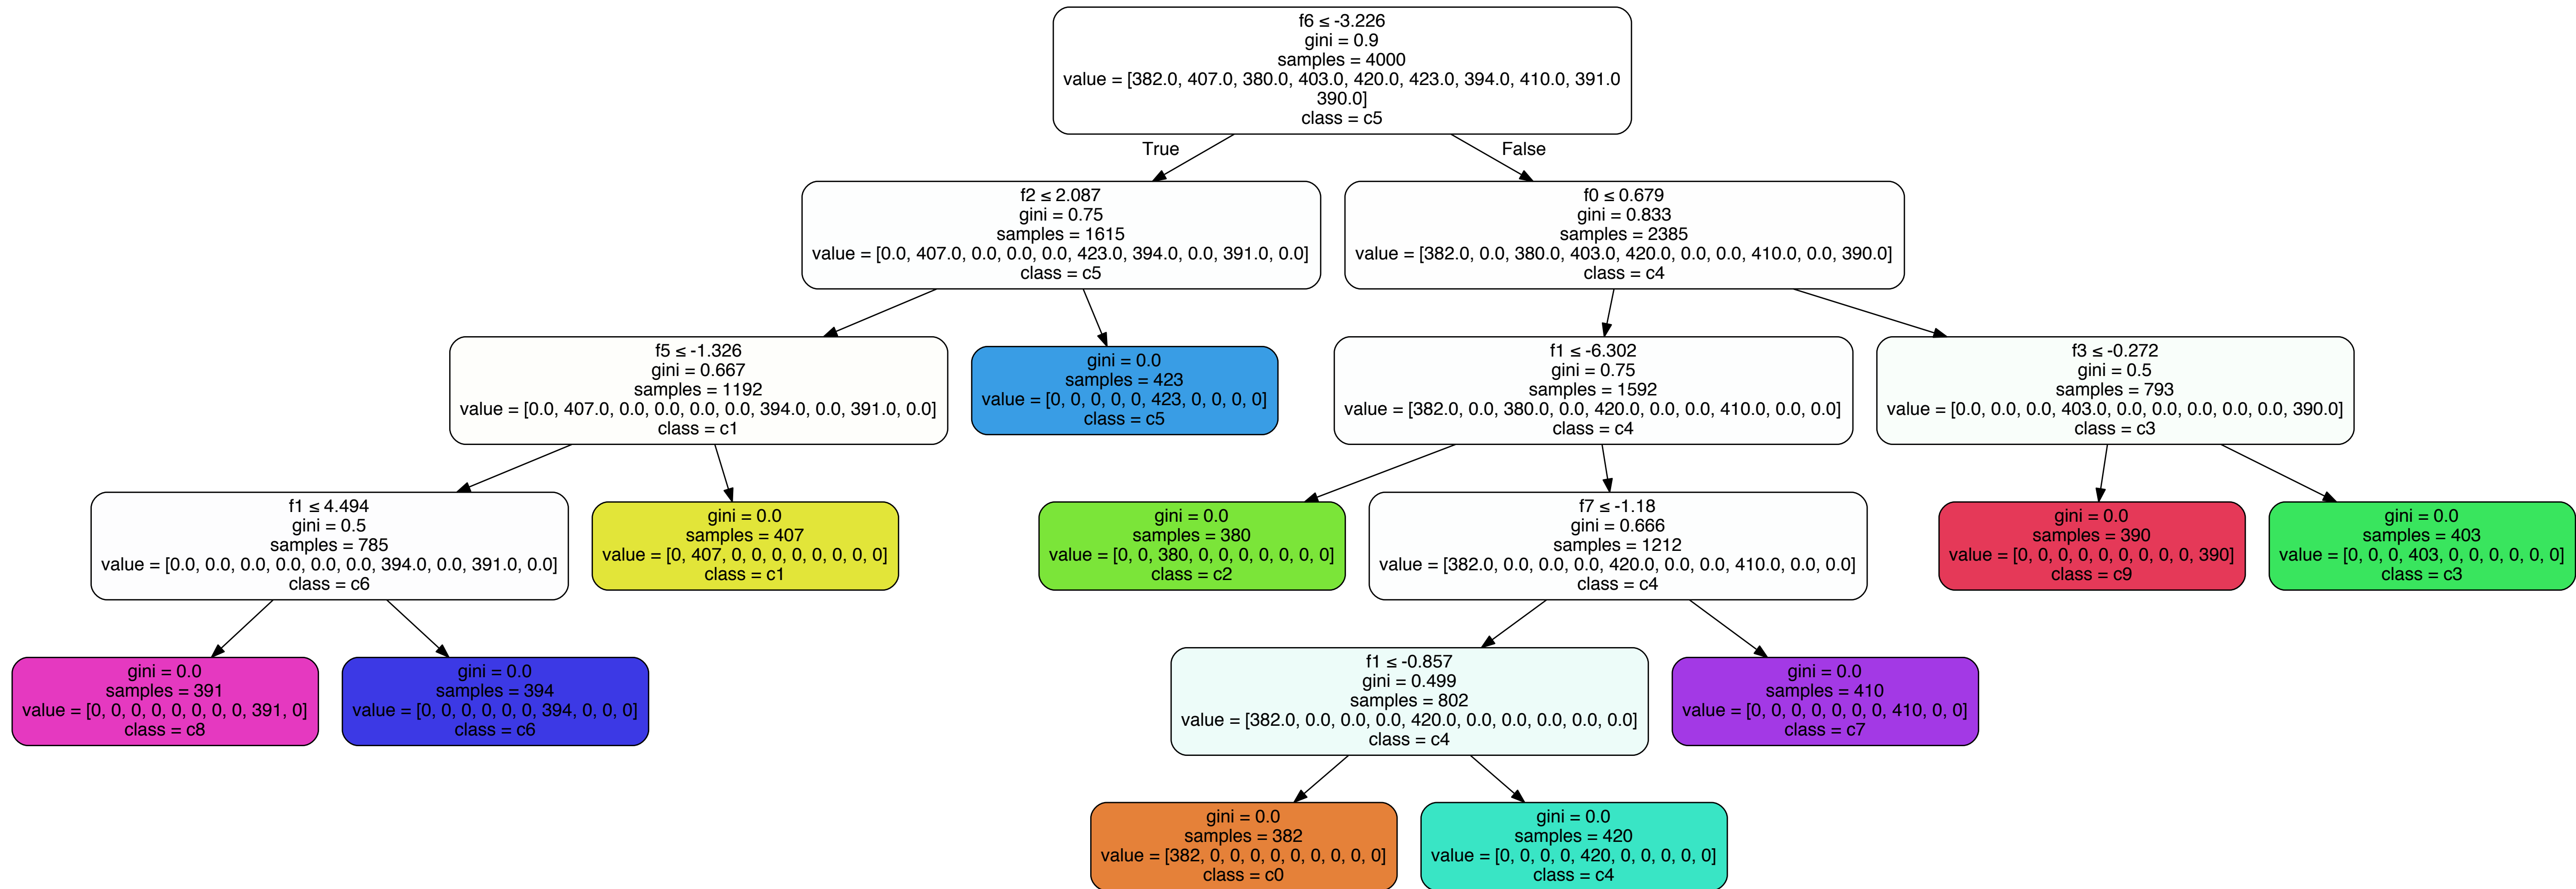 f6 ≤ -3.226
gini = 0.9
samples = 4000
value = [382.0, 407.0, 380.0, 403.0, 420.0, 423.0, 394.0, 410.0, 391.0
390.0]
class = c5
True
False
f2 ≤ 2.087
gini = 0.75
samples = 1615
value = [0.0, 407.0, 0.0, 0.0, 0.0, 423.0, 394.0, 0.0, 391.0, 0.0]
class = c5
f0 ≤ 0.679
gini = 0.833
samples = 2385
value = [382.0, 0.0, 380.0, 403.0, 420.0, 0.0, 0.0, 410.0, 0.0, 390.0]
class = c4
f5 ≤ -1.326
gini = 0.667
samples = 1192
value = [0.0, 407.0, 0.0, 0.0, 0.0, 0.0, 394.0, 0.0, 391.0, 0.0]
class = c1
gini = 0.0
samples = 423
value = [0, 0, 0, 0, 0, 423, 0, 0, 0, 0]
class = c5
f1 ≤ -6.302
gini = 0.75
samples = 1592
value = [382.0, 0.0, 380.0, 0.0, 420.0, 0.0, 0.0, 410.0, 0.0, 0.0]
class = c4
f3 ≤ -0.272
gini = 0.5
samples = 793
value = [0.0, 0.0, 0.0, 403.0, 0.0, 0.0, 0.0, 0.0, 0.0, 390.0]
class = c3
f1 ≤ 4.494
gini = 0.5
samples = 785
value = [0.0, 0.0, 0.0, 0.0, 0.0, 0.0, 394.0, 0.0, 391.0, 0.0]
class = c6
gini = 0.0
samples = 407
value = [0, 407, 0, 0, 0, 0, 0, 0, 0, 0]
class = c1
gini = 0.0
samples = 380
value = [0, 0, 380, 0, 0, 0, 0, 0, 0, 0]
class = c2
f7 ≤ -1.18
gini = 0.666
samples = 1212
value = [382.0, 0.0, 0.0, 0.0, 420.0, 0.0, 0.0, 410.0, 0.0, 0.0]
class = c4
gini = 0.0
samples = 390
value = [0, 0, 0, 0, 0, 0, 0, 0, 0, 390]
class = c9
gini = 0.0
samples = 403
value = [0, 0, 0, 403, 0, 0, 0, 0, 0, 0]
class = c3
gini = 0.0
samples = 391
value = [0, 0, 0, 0, 0, 0, 0, 0, 391, 0]
class = c8
gini = 0.0
samples = 394
value = [0, 0, 0, 0, 0, 0, 394, 0, 0, 0]
class = c6
f1 ≤ -0.857
gini = 0.499
samples = 802
value = [382.0, 0.0, 0.0, 0.0, 420.0, 0.0, 0.0, 0.0, 0.0, 0.0]
class = c4
gini = 0.0
samples = 410
value = [0, 0, 0, 0, 0, 0, 0, 410, 0, 0]
class = c7
gini = 0.0
samples = 382
value = [382, 0, 0, 0, 0, 0, 0, 0, 0, 0]
class = c0
gini = 0.0
samples = 420
value = [0, 0, 0, 0, 420, 0, 0, 0, 0, 0]
class = c4